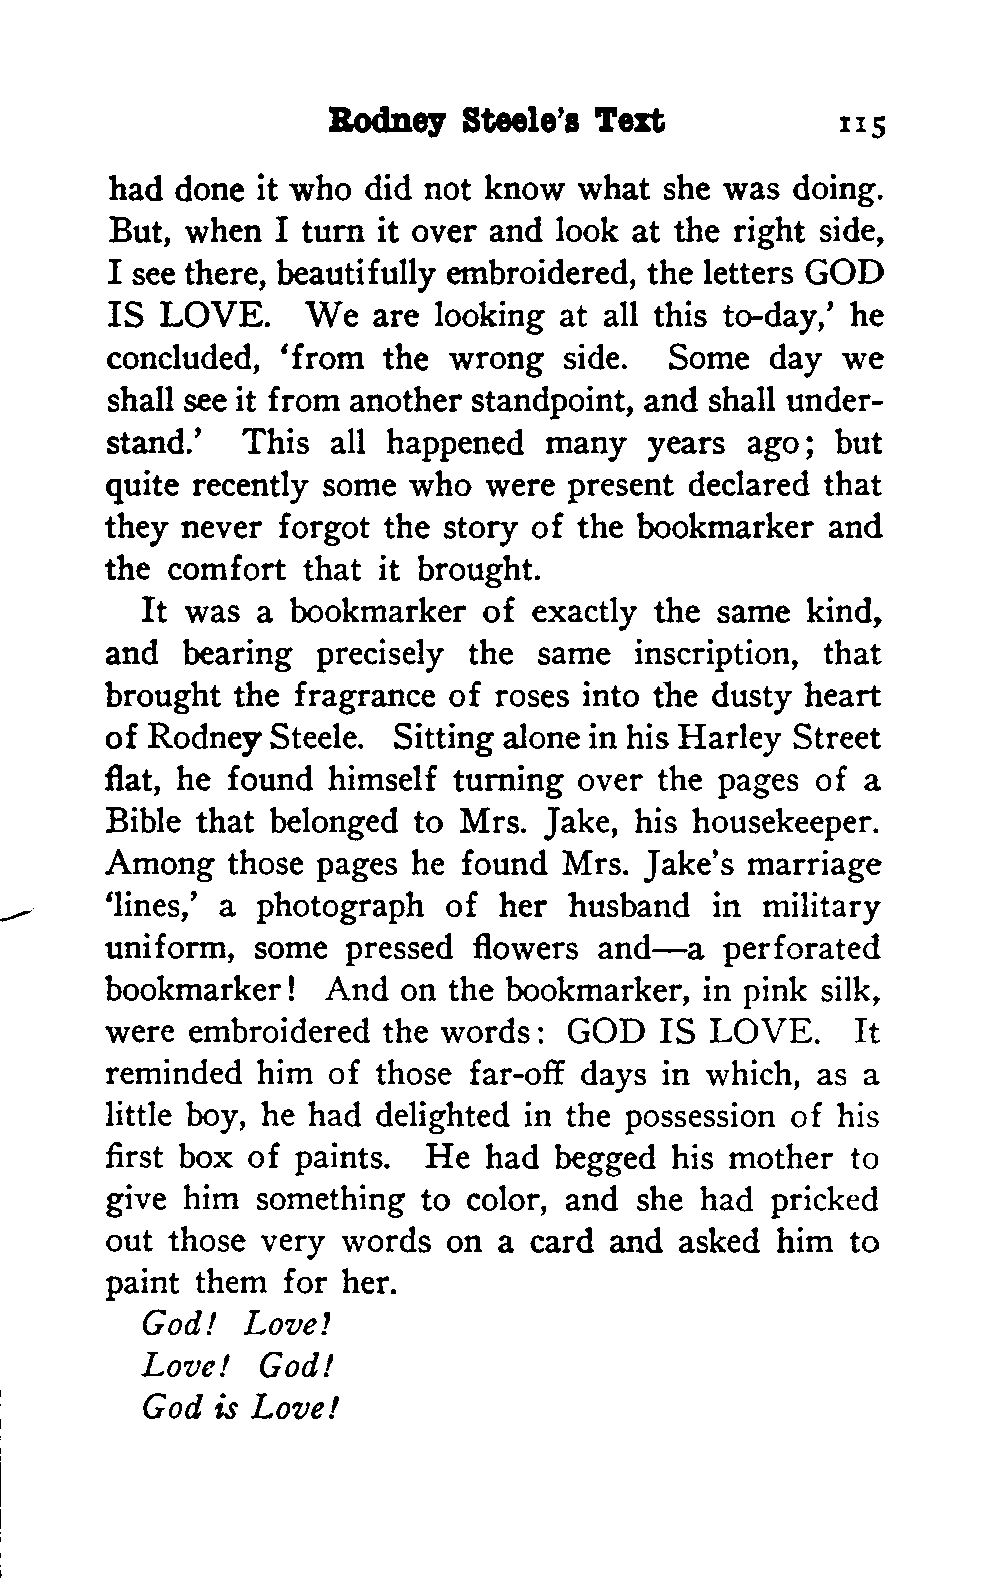 Rodney Steele's Text 115
had done it who did not know what she was doing.
But, when I turn it over and look at the right side,
I see there, beautifully embroidered, the letters GOD
IS LOVE. We are looking at all this to-day,' he
concluded, 'from the wrong side. Some day we
shall see it from another standpoint, and shall under-
stand.' This all happened many years ago; but
quite recently some who were present declared that
they never forgot the story of the bookmarker and
the comfort that it brought.
It was a bookmarker of exactly the same kind,
and bearing precisely the same inscription, that
brought the fragrance of roses into the dusty heart
of Rodney Steele. Sitting alone in his Harley Street
flat, he found himself turning over the pages of a
Bible that belonged to Mrs. Jake, his housekeeper.
Among those pages he found Mrs. Jake's marriage
'lines,' a photograph of her husband in military
uniform, some pressed flowers and—a perforated
bookmarker! And on the bookmarker, in pink silk,
were embroidered the words: GOD IS LOVE. It
reminded him of those far-off days in which, as a
little boy, he had delighted in the possession of his
first box of paints. He had begged his mother to
give him something to color, and she had pricked
out those very words on a card and asked him to
paint them for her.
God! Love!
Love! God!
God is Love!